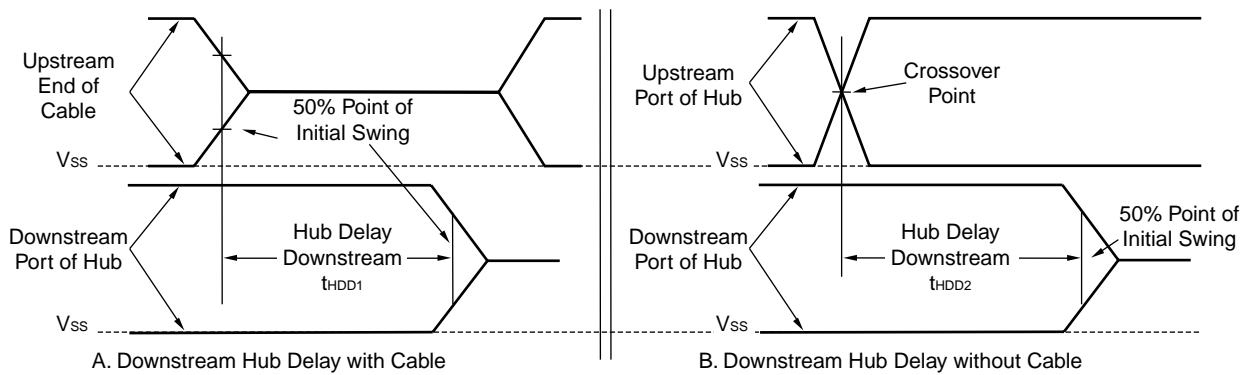 Upstream
End of
Cable
50% Point of
Initial Swing
VSS
Downstream
Port of Hub
Hub Delay
Downstream
tHDD1
VSS
A. Downstream Hub Delay with Cable
Upstream
Port of Hub
Crossover
Point
VSS
Downstream
Port of Hub
Hub Delay
Downstream
tHDD2
50% Point of
Initial Swing
VSS
B. Downstream Hub Delay without Cable